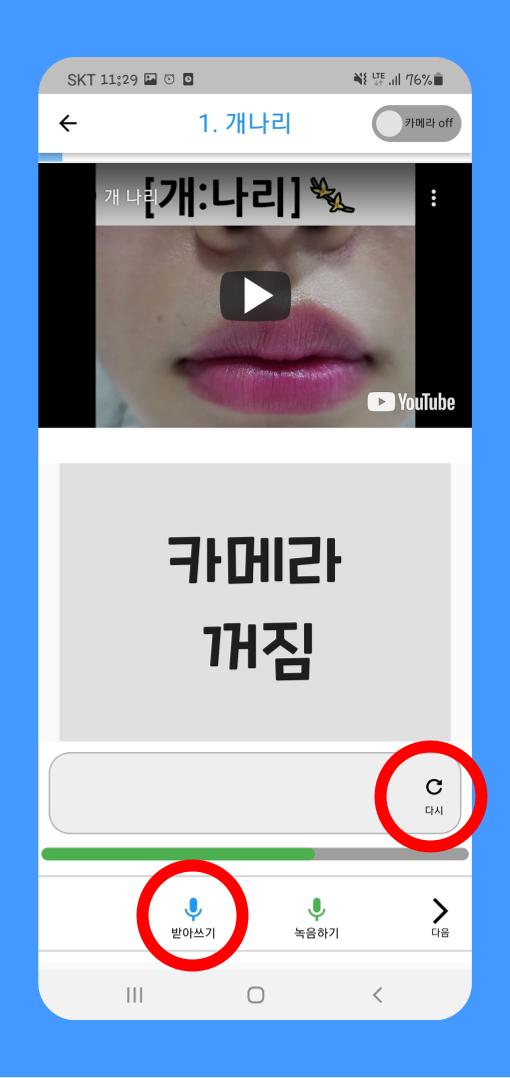 SKT 11:29 LTE 76%
1. 개나리
카메라 off
개 나리
[개:나리]
YouTube
카메라
꺼짐
다시
받아쓰기
녹음하기
다음